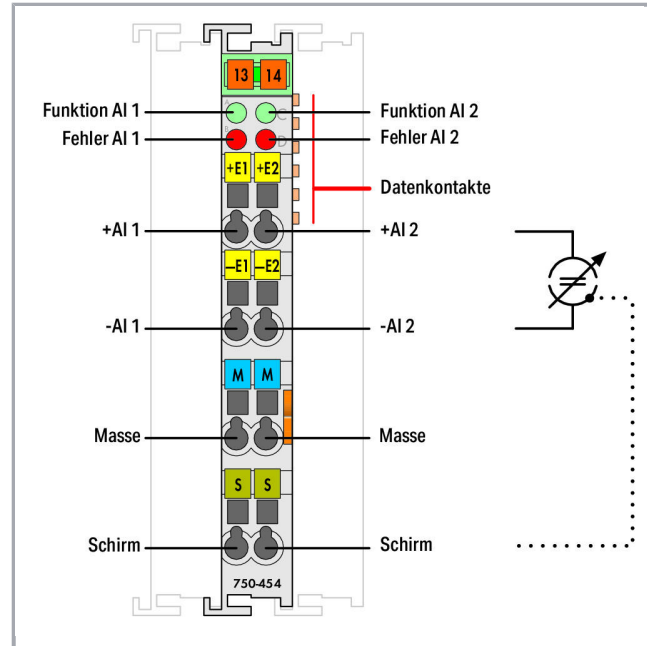 13 14
A C
Funktion AI 1
Funktion AI 2
B D
Fehler AI 1
Fehler AI 2
+E1 +E2
Datenkontakte
+AI 1
+AI 2
—E1 —E2
-AI 1
-AI 2
M M
Masse
Masse
S S
Schirm
Schirm
750-454